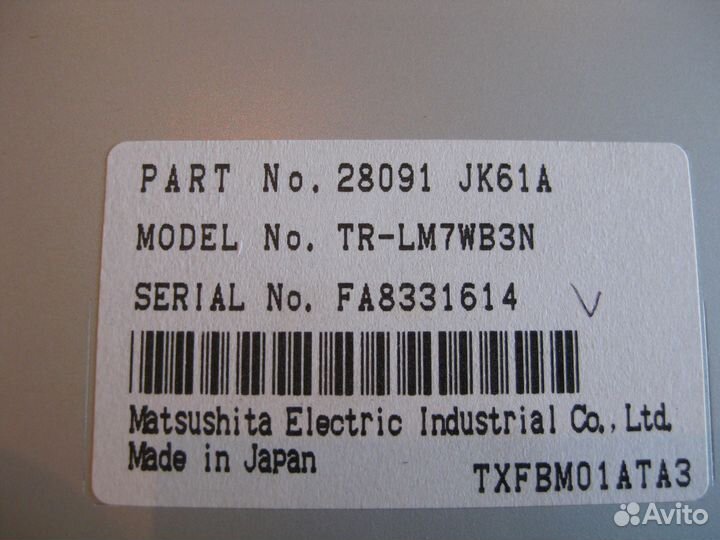 PART No. 28091 JK61A
MODEL No. TR-LM7WB3N
SERIAL No. FA8331614 V
Matsushita Electric Industrial Co., Ltd.
Made in Japan
TXFBM01ATA3
Avito